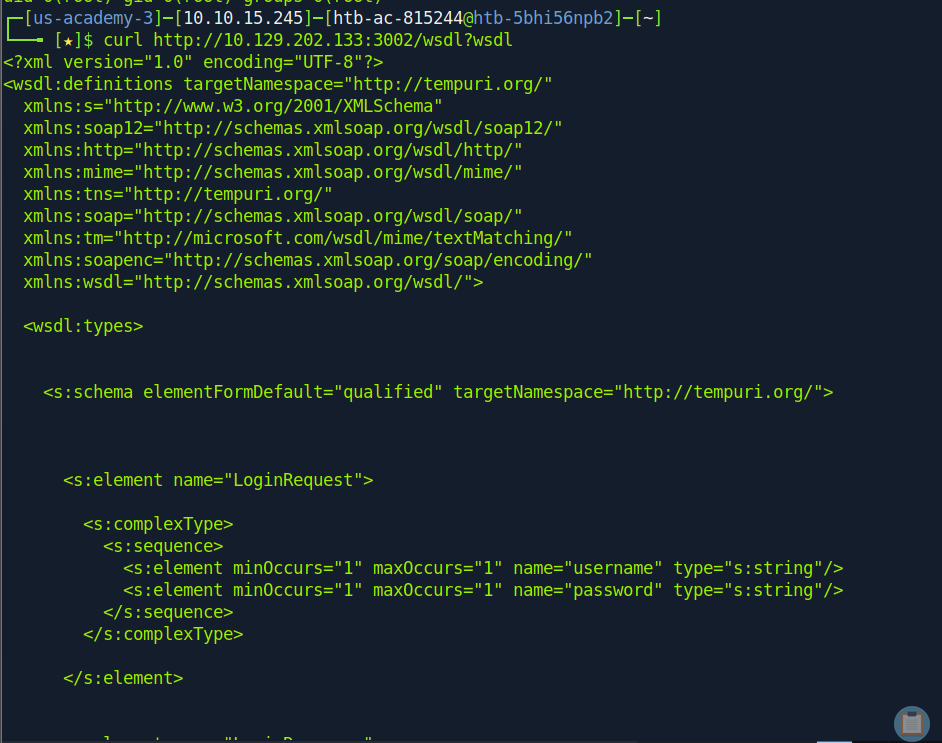 ┌─[us-academy-3]─[10.10.15.245]─[htb-ac-815244@htb-5bhi56npb2]─[~]
└──╼ [★]$ curl http://10.129.202.133:3002/wsdl?wsdl
<?xml version="1.0" encoding="UTF-8"?>
<wsdl:definitions targetNamespace="http://tempuri.org/"
  xmlns:s="http://www.w3.org/2001/XMLSchema"
  xmlns:soap12="http://schemas.xmlsoap.org/wsdl/soap12/"
  xmlns:http="http://schemas.xmlsoap.org/wsdl/http/"
  xmlns:mime="http://schemas.xmlsoap.org/wsdl/mime/"
  xmlns:tns="http://tempuri.org/"
  xmlns:soap="http://schemas.xmlsoap.org/wsdl/soap/"
  xmlns:tm="http://microsoft.com/wsdl/mime/textMatching/"
  xmlns:soapenc="http://schemas.xmlsoap.org/soap/encoding/"
  xmlns:wsdl="http://schemas.xmlsoap.org/wsdl/">
  <wsdl:types>
    <s:schema elementFormDefault="qualified" targetNamespace="http://tempuri.org/">
      <s:element name="LoginRequest">
        <s:complexType>
          <s:sequence>
            <s:element minOccurs="1" maxOccurs="1" name="username" type="s:string"/>
            <s:element minOccurs="1" maxOccurs="1" name="password" type="s:string"/>
          </s:sequence>
        </s:complexType>
      </s:element>